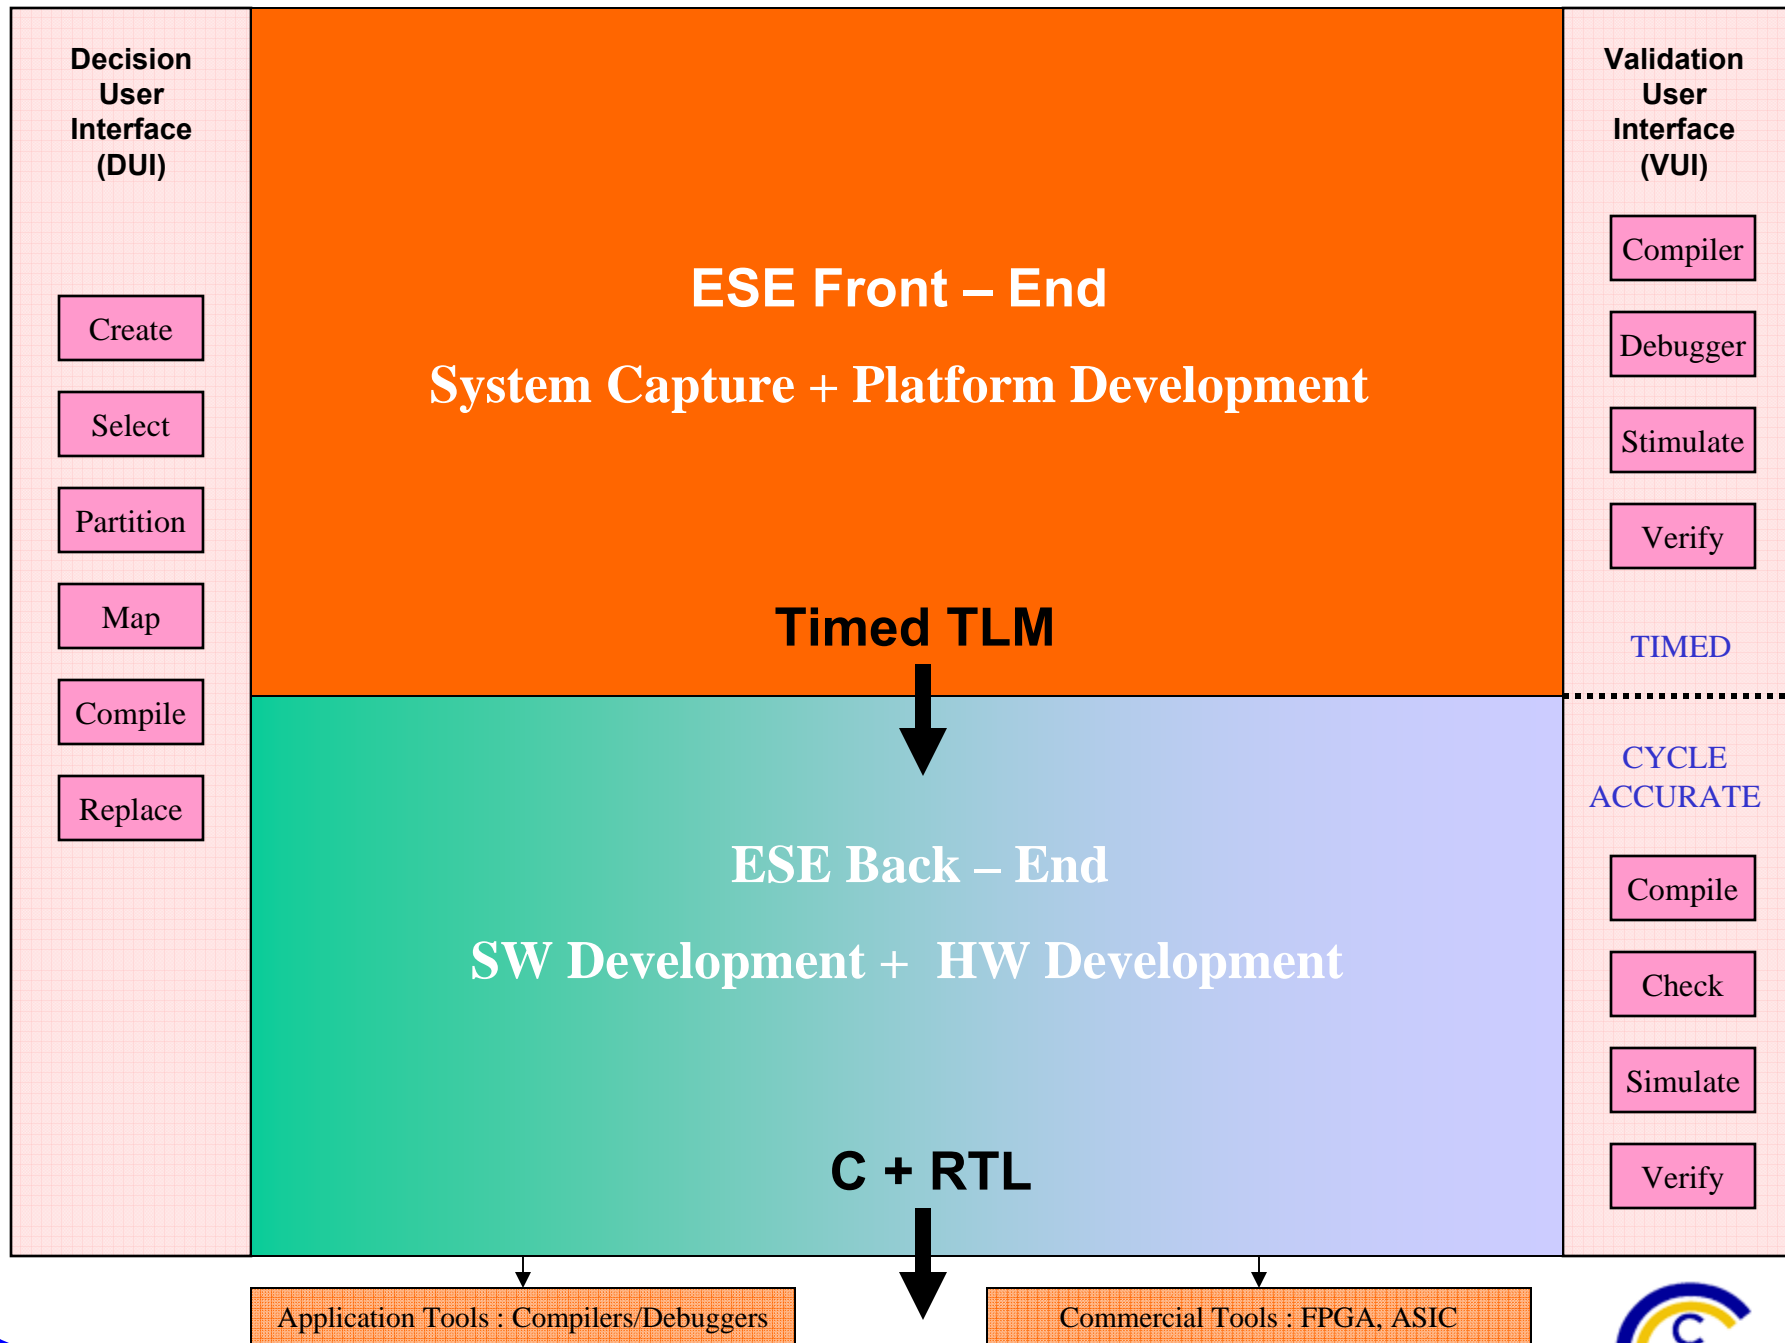 Decision
User
Interface
(DUI)
Create
Select
Partition
Map
Compile
Replace
ESE Front – End
System Capture + Platform Development
Timed TLM
ESE Back – End
SW Development + HW Development
C + RTL
Validation
User
Interface
(VUI)
Compiler
Debugger
Stimulate
Verify
TIMED
CYCLE
ACCURATE
Compile
Check
Simulate
Verify
Application Tools : Compilers/Debuggers
Commercial Tools : FPGA, ASIC
C